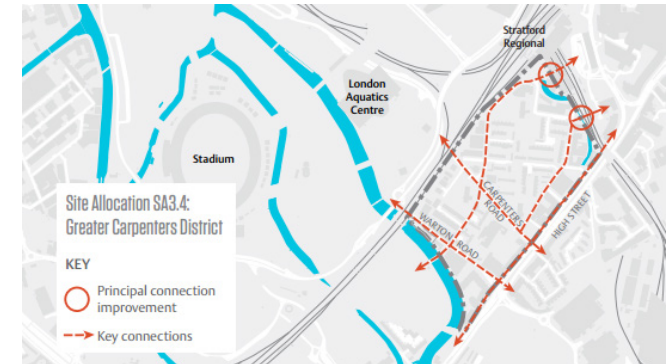 Stratford
Regional
London
Aquatics
Centre
Stadium
CARPENTERS
ROAD
HIGH STREET
WARTON ROAD
Site Allocation SA3.4:
Greater Carpenters District
KEY
Principal connection
improvement
Key connections